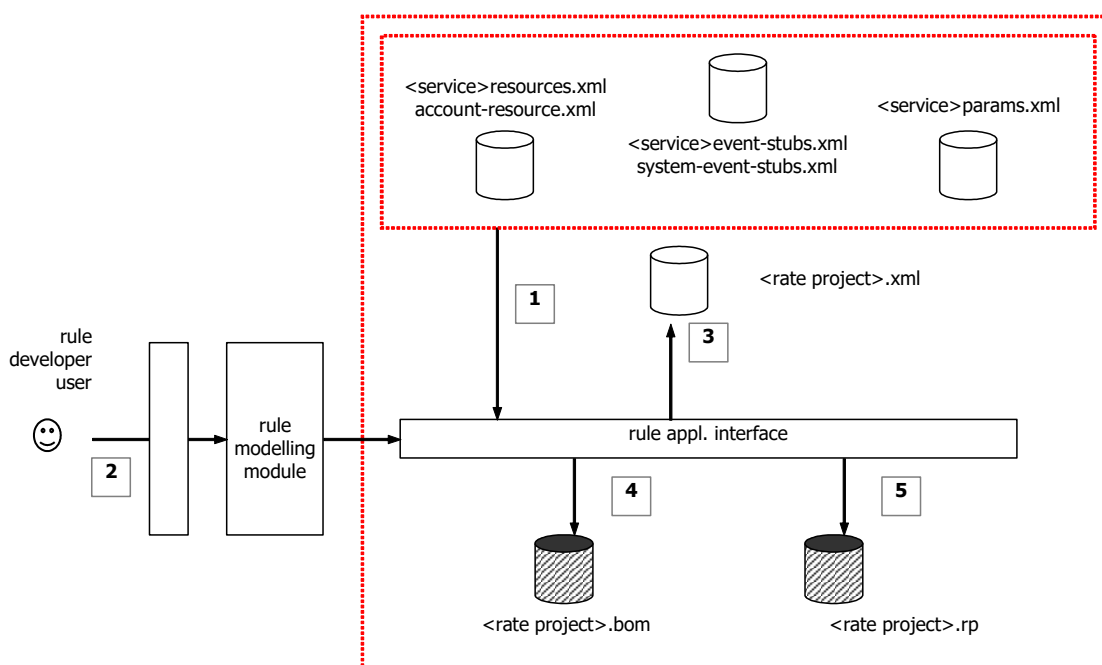 <service>resources.xml
account-resource.xml
<service>event-stubs.xml
system-event-stubs.xml
<service>params.xml
1
<rate project>.xml
3
rule
developer
user
2
rule
modelling
module
rule appl. interface
4
5
<rate project>.bom
<rate project>.rp